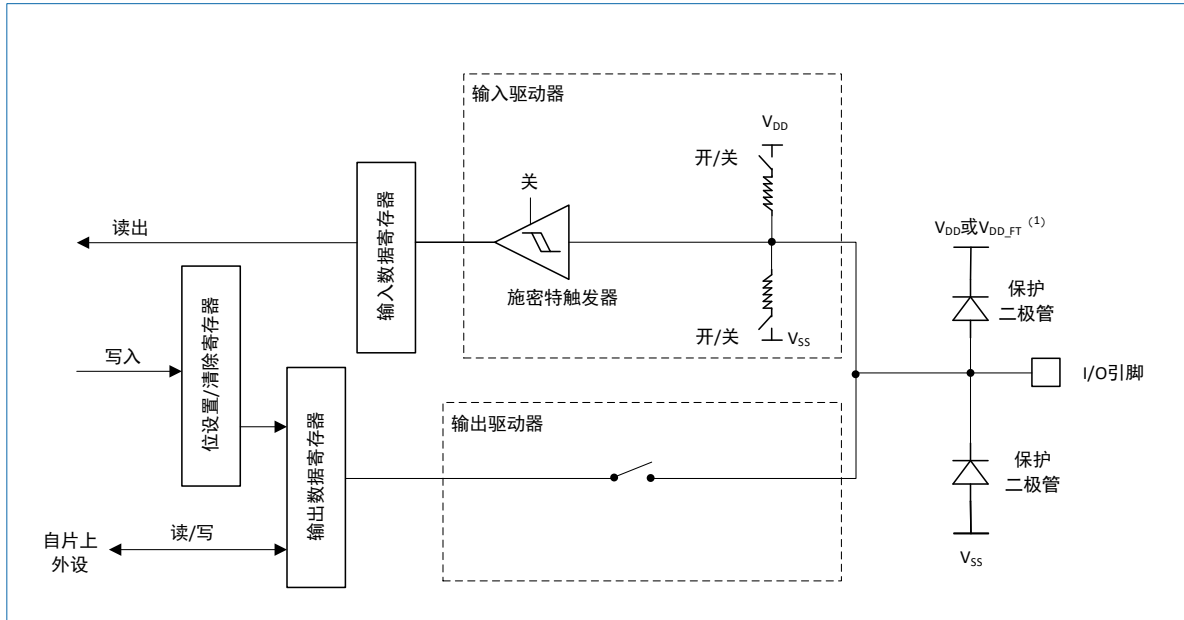 输入驱动器
V_DD
开/关
关
输入数据寄存器
读出
施密特触发器
开/关
V_SS
V_DD或V_DD_FT (1)
保护
二极管
写入
位设置/清除寄存器
I/O引脚
输出数据寄存器
输出驱动器
保护
二极管
读/写
自片上
外设
V_SS